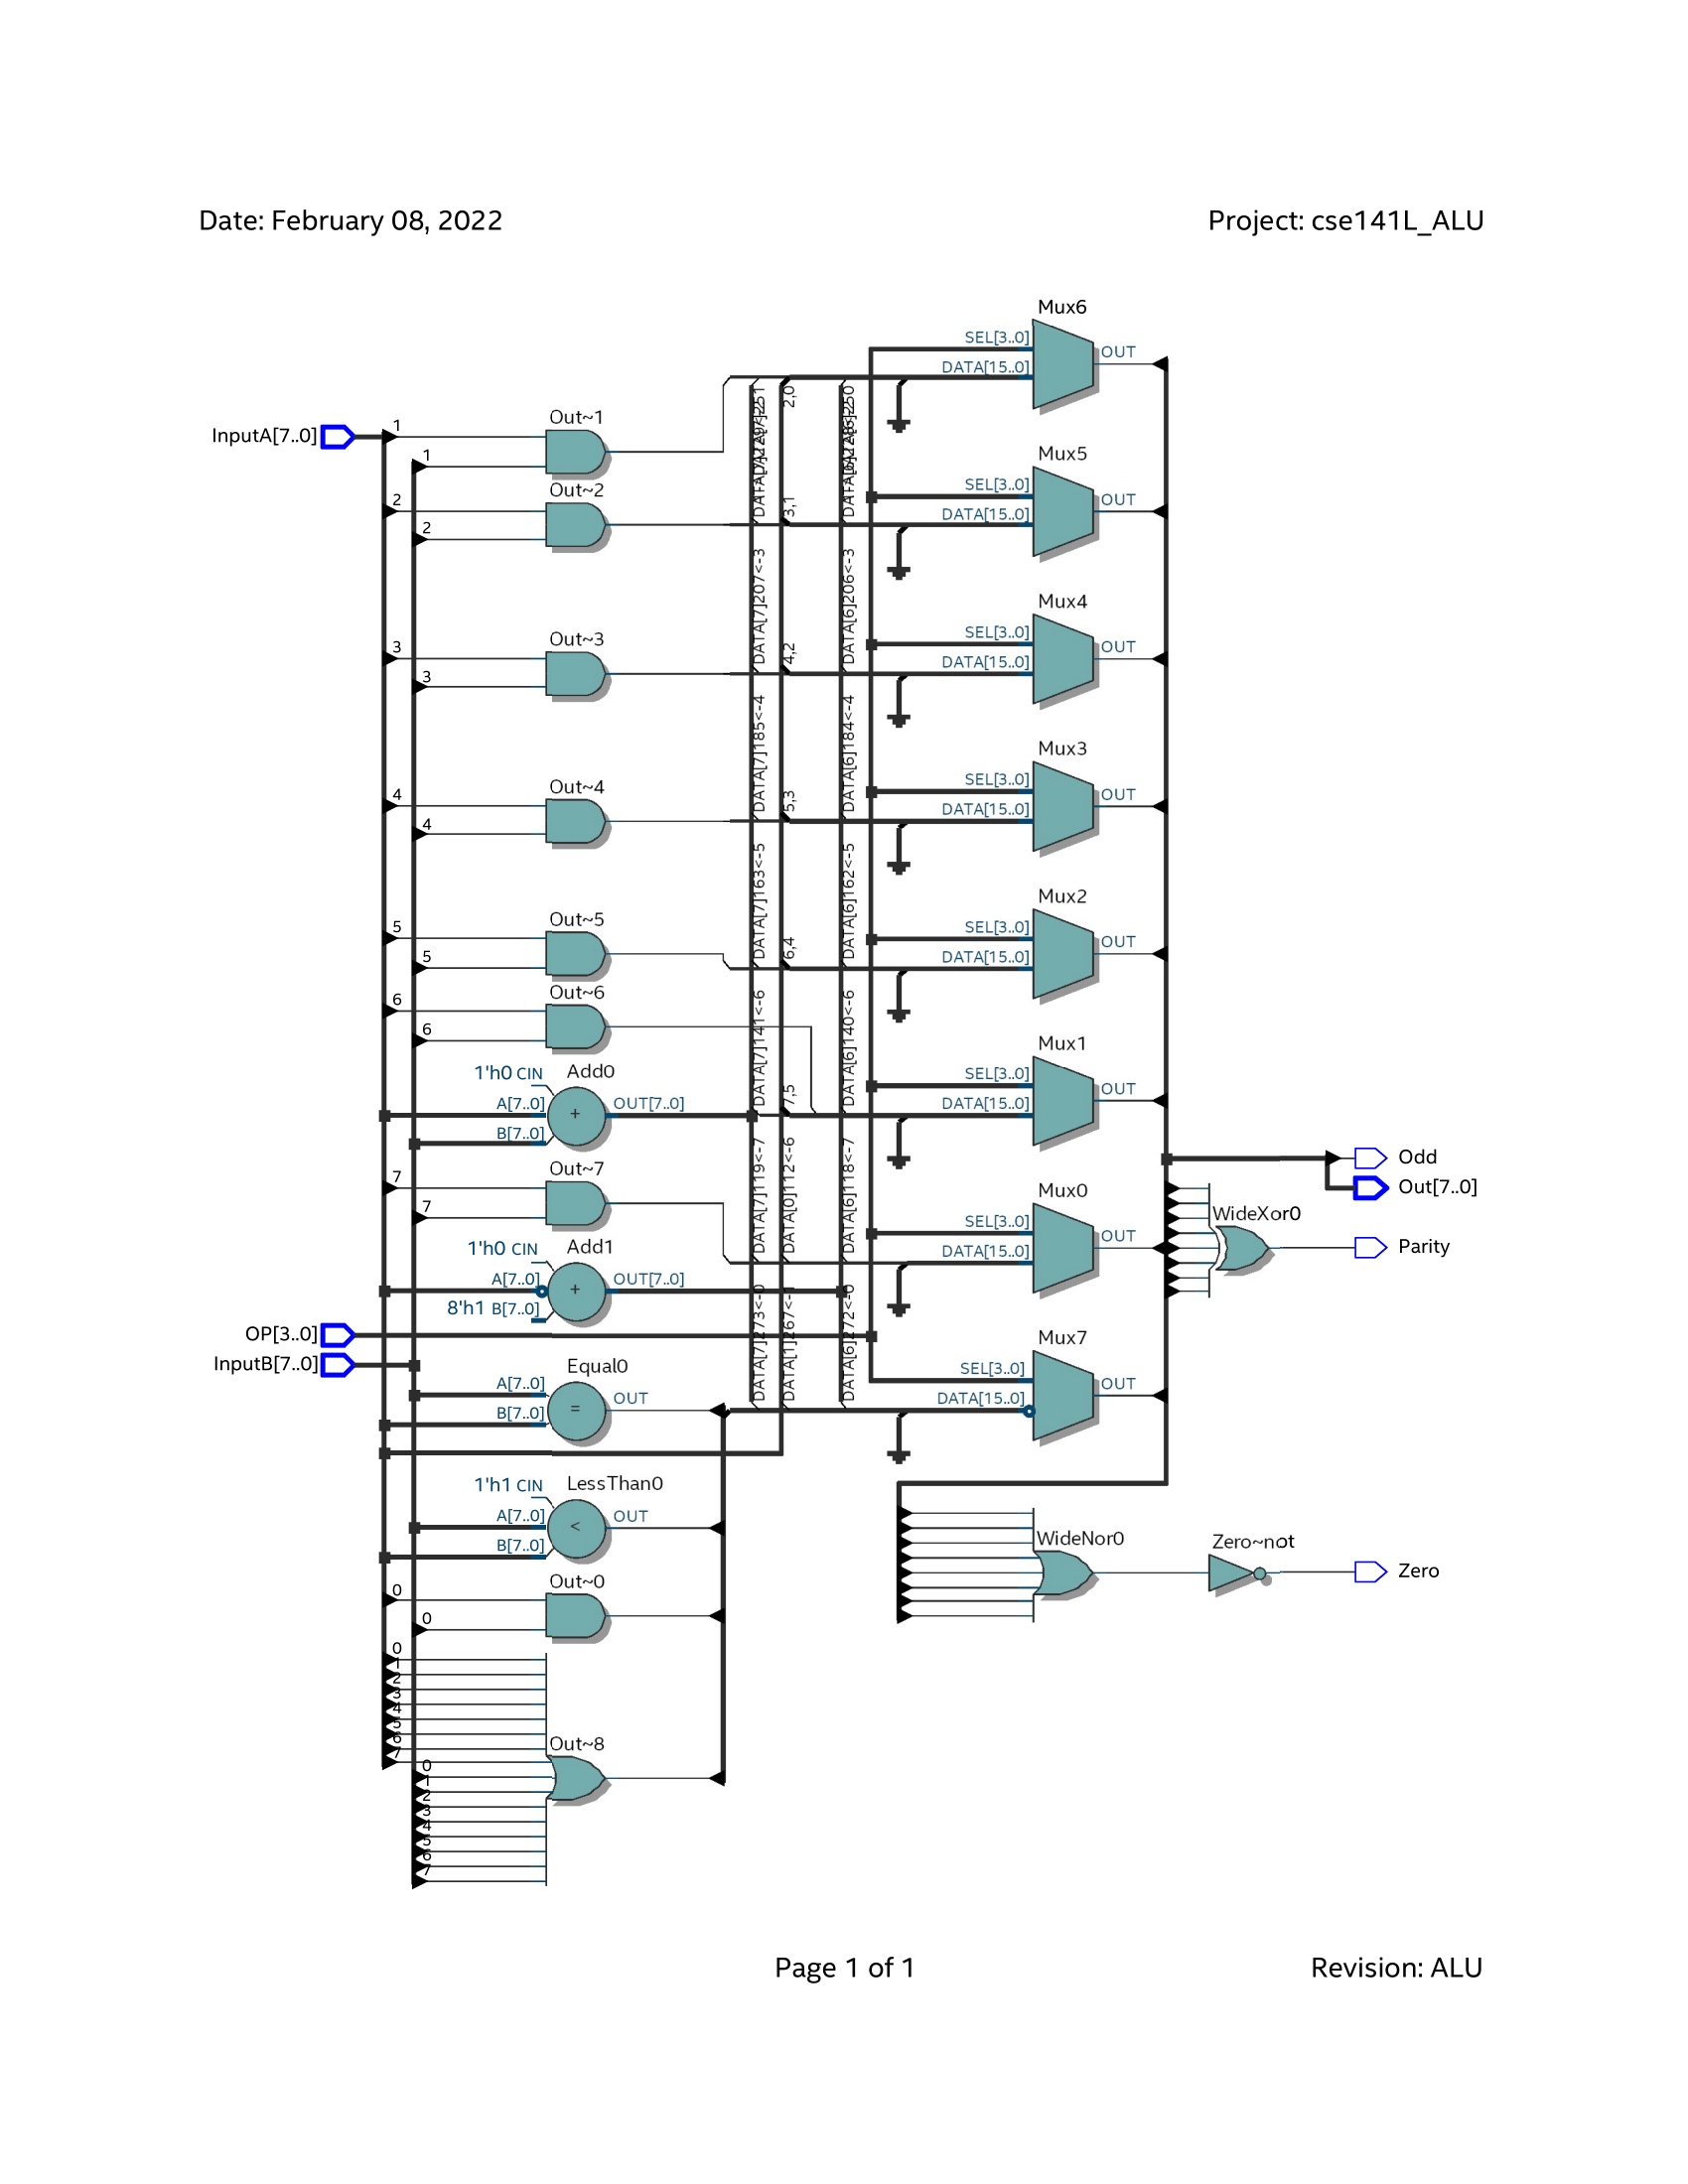 Date: February 08, 2022
Project: cse141L_ALU
Mux6
SEL[3..0]
DATA[15..0]
OUT
InputA[7..0]
1
Out~1
1
2,0
Mux5
SEL[3..0]
DATA[15..0]
OUT
2
Out~2
2
3,1
DATA[7]207<-3
DATA[6]206<-3
Mux4
SEL[3..0]
DATA[15..0]
OUT
3
Out~3
3
4,2
DATA[7]185<-4
DATA[6]184<-4
Mux3
SEL[3..0]
DATA[15..0]
OUT
4
Out~4
4
5,3
DATA[7]163<-5
DATA[6]162<-5
Mux2
SEL[3..0]
DATA[15..0]
OUT
5
Out~5
5
6,4
6
Out~6
6
DATA[7]141<-6
DATA[6]140<-6
Mux1
SEL[3..0]
DATA[15..0]
OUT
1'h0 CIN
Add0
A[7..0]
B[7..0]
OUT[7..0]
7,5
DATA[7]119<-7
DATA[0]112<-6
DATA[6]118<-7
7
Out~7
7
Mux0
SEL[3..0]
DATA[15..0]
OUT
Odd
Out[7..0]
WideXor0
Parity
1'h0 CIN
Add1
A[7..0]
8'h1 B[7..0]
OUT[7..0]
OP[3..0]
InputB[7..0]
DATA[7]273<-0
DATA[1]267<-1
DATA[6]272<-0
Mux7
SEL[3..0]
DATA[15..0]
OUT
Equal0
A[7..0]
B[7..0]
=
OUT
1'h1 CIN
LessThan0
A[7..0]
B[7..0]
<
OUT
WideNor0
Zero~not
Zero
0
Out~0
0
0
1
2
3
4
5
6
7
Out~8
0
1
2
3
4
5
6
7
Page 1 of 1
Revision: ALU